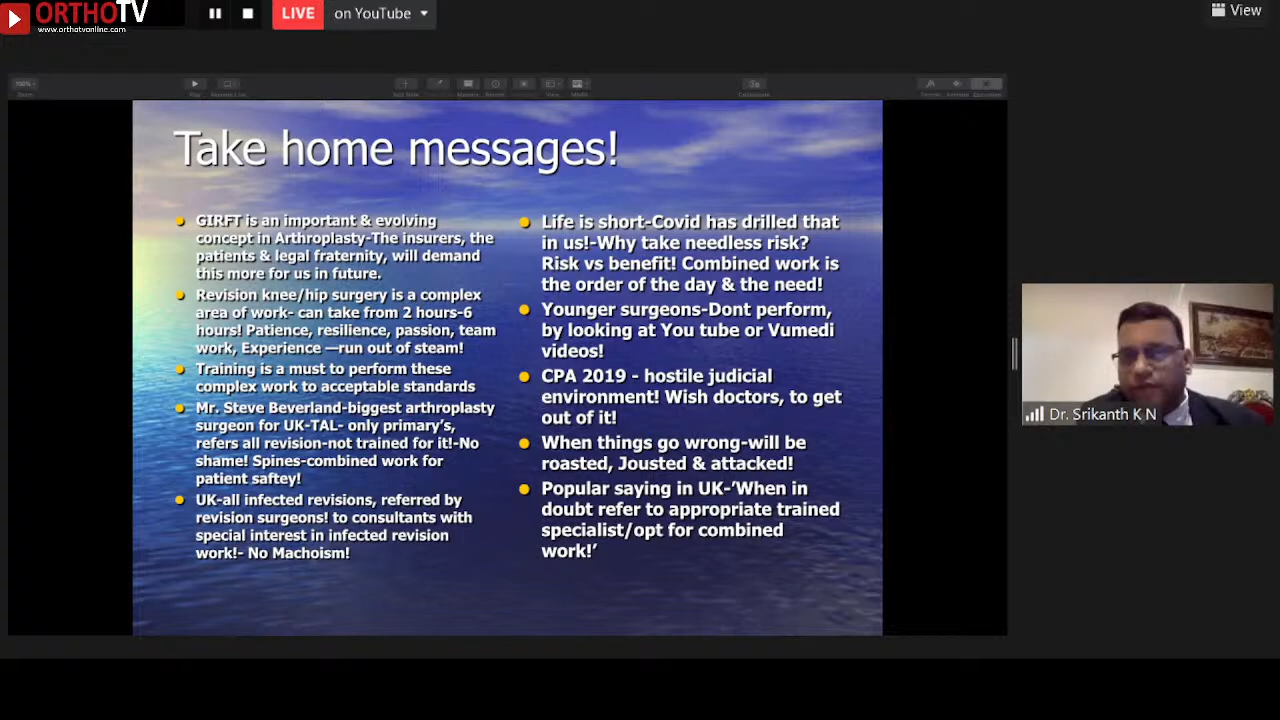 ORTHOTV
www.orthotvonline.com
LIVE
on YouTube
View
100%
Take home messages!
GIRFT is an important & evolving
concept in Arthroplasty-The insurers, the
patients & legal fraternity, will demand
this more for us in future.
Revision knee/hip surgery is a complex
area of work- can take from 2 hours-6
hours! Patience, resilience, passion, team
work, Experience —run out of steam!
Training is a must to perform these
complex work to acceptable standards
Mr. Steve Beverland-biggest arthroplasty
surgeon for UK-TAL- only primary's,
refers all revision-not trained for it!-No
shame! Spines-combined work for
patient saftey!
UK-all infected revisions, referred by
revision surgeons! to consultants with
special interest in infected revision
work!- No Machoism!
Life is short-Covid has drilled that
in us!-Why take needless risk?
Risk vs benefit! Combined work is
the order of the day & the need!
Younger surgeons-Dont perform,
by looking at You tube or Vumedi
videos!
CPA 2019 - hostile judicial
environment! Wish doctors, to get
out of it!
When things go wrong-will be
roasted, Jousted & attacked!
Popular saying in UK-'When in
doubt refer to appropriate trained
specialist/opt for combined
work!'
Dr. Srikanth K N